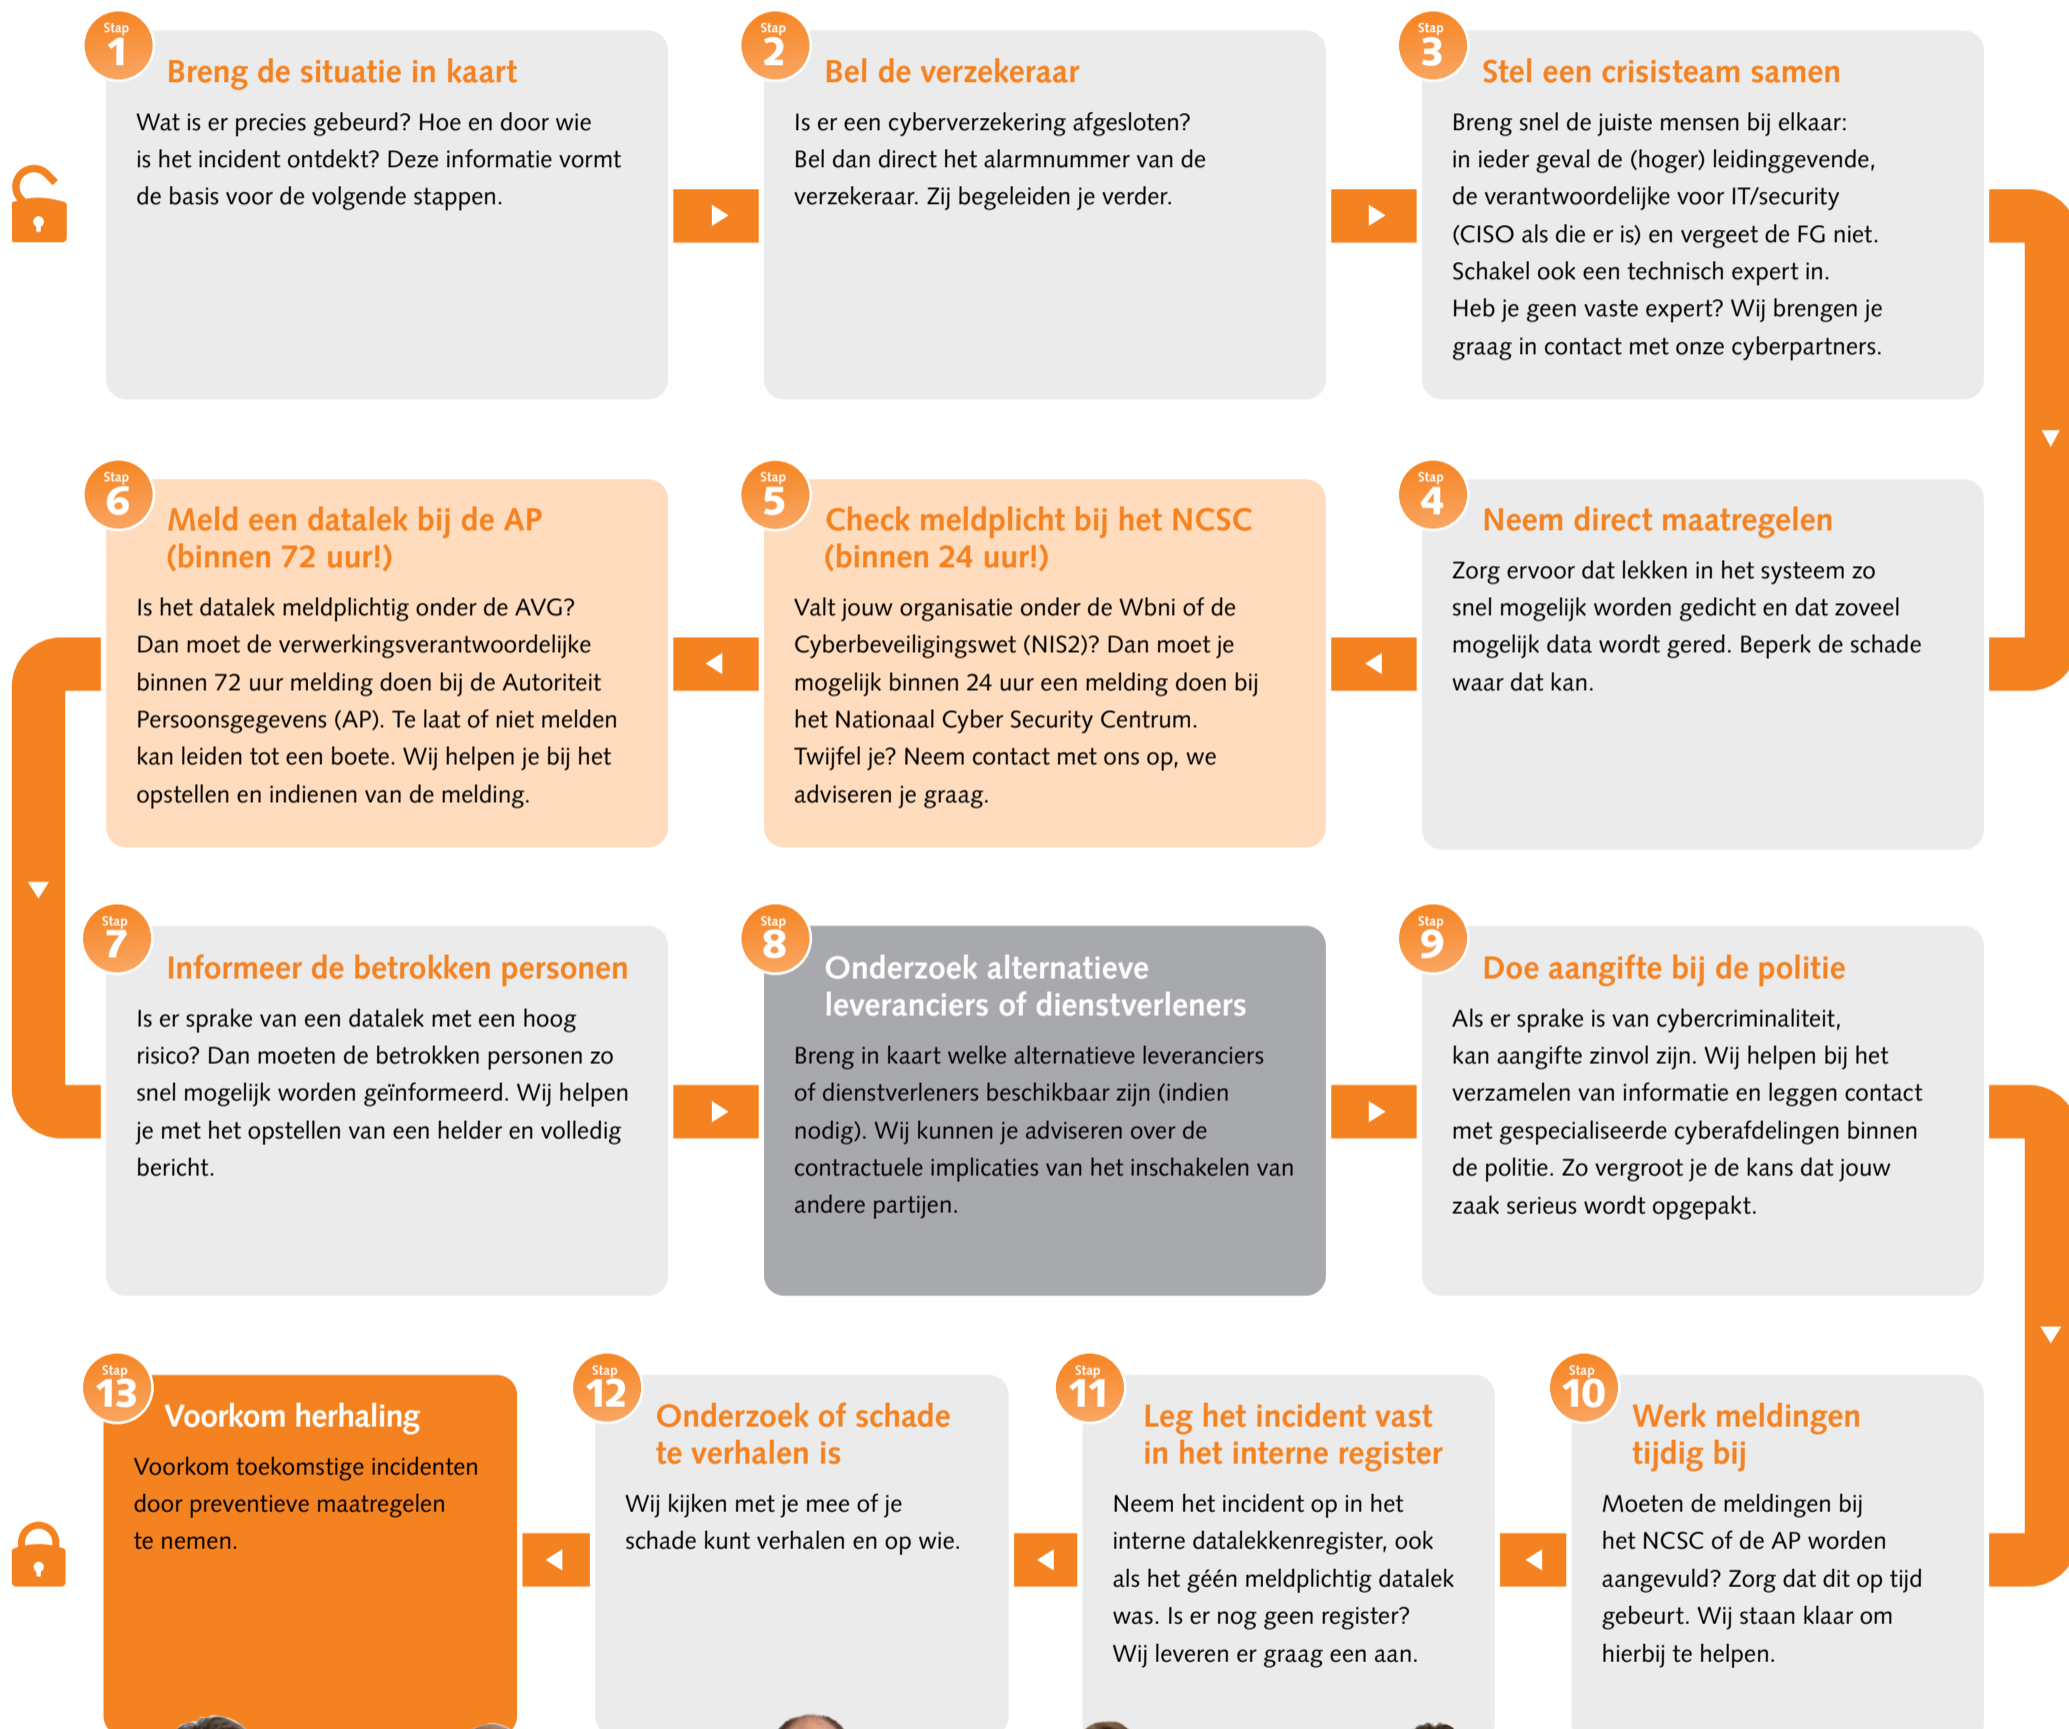 Stap
1
Breng de situatie in kaart
Wat is er precies gebeurd? Hoe en door wie
is het incident ontdekt? Deze informatie vormt
de basis voor de volgende stappen.
Stap
2
Bel de verzekeraar
Is er een cyberverzekering afgesloten?
Bel dan direct het alarmnummer van de
verzekeraar. Zij begeleiden je verder.
Stap
3
Stel een crisisteam samen
Breng snel de juiste mensen bij elkaar:
in ieder geval de (hoger) leidinggevende,
de verantwoordelijke voor IT/security
(CISO als die er is) en vergeet de FG niet.
Schakel ook een technisch expert in.
Heb je geen vaste expert? Wij brengen je
graag in contact met onze cyberpartners.
Stap
4
Neem direct maatregelen
Zorg ervoor dat lekken in het systeem zo
snel mogelijk worden gedicht en dat zoveel
mogelijk data wordt gered. Beperk de schade
waar dat kan.
Stap
5
Check meldplicht bij het NCSC
(binnen 24 uur!)
Valt jouw organisatie onder de Wbni of de
Cyberbeveiligingswet (NIS2)? Dan moet je
mogelijk binnen 24 uur een melding doen bij
het Nationaal Cyber Security Centrum.
Twijfel je? Neem contact met ons op, we
adviseren je graag.
Stap
6
Meld een datalek bij de AP
(binnen 72 uur!)
Is het datalek meldplichtig onder de AVG?
Dan moet de verwerkingsverantwoordelijke
binnen 72 uur melding doen bij de Autoriteit
Persoonsgegevens (AP). Te laat of niet melden
kan leiden tot een boete. Wij helpen je bij het
opstellen en indienen van de melding.
Stap
7
Informeer de betrokken personen
Is er sprake van een datalek met een hoog
risico? Dan moeten de betrokken personen zo
snel mogelijk worden geïnformeerd. Wij helpen
je met het opstellen van een helder en volledig
bericht.
Stap
8
Onderzoek alternatieve
leveranciers of dienstverleners
Breng in kaart welke alternatieve leveranciers
of dienstverleners beschikbaar zijn (indien
nodig). Wij kunnen je adviseren over de
contractuele implicaties van het inschakelen van
andere partijen.
Stap
9
Doe aangifte bij de politie
Als er sprake is van cybercriminaliteit,
kan aangifte zinvol zijn. Wij helpen bij het
verzamelen van informatie en leggen contact
met gespecialiseerde cyberafdelingen binnen
de politie. Zo vergroot je de kans dat jouw
zaak serieus wordt opgepakt.
Stap
10
Werk meldingen
tijdig bij
Moeten de meldingen bij
het NCSC of de AP worden
aangevuld? Zorg dat dit op tijd
gebeurt. Wij staan klaar om
hierbij te helpen.
Stap
11
Leg het incident vast
in het interne register
Neem het incident op in het
interne datalekkenregister, ook
als het géén meldplichtig datalek
was. Is er nog geen register?
Wij leveren er graag een aan.
Stap
12
Onderzoek of schade
te verhalen is
Wij kijken met je mee of je
schade kunt verhalen en op wie.
Stap
13
Voorkom herhaling
Voorkom toekomstige incidenten
door preventieve maatregelen
te nemen.